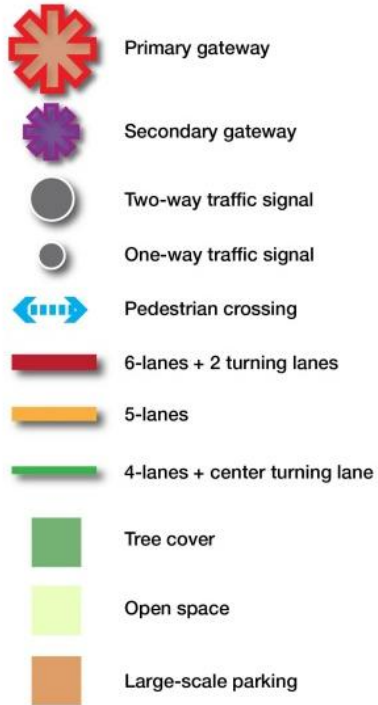 Primary gateway
Secondary gateway
Two-way traffic signal
One-way traffic signal
Pedestrian crossing
6-lanes + 2 turning lanes
5-lanes
4-lanes + center turning lane
Tree cover
Open space
Large-scale parking